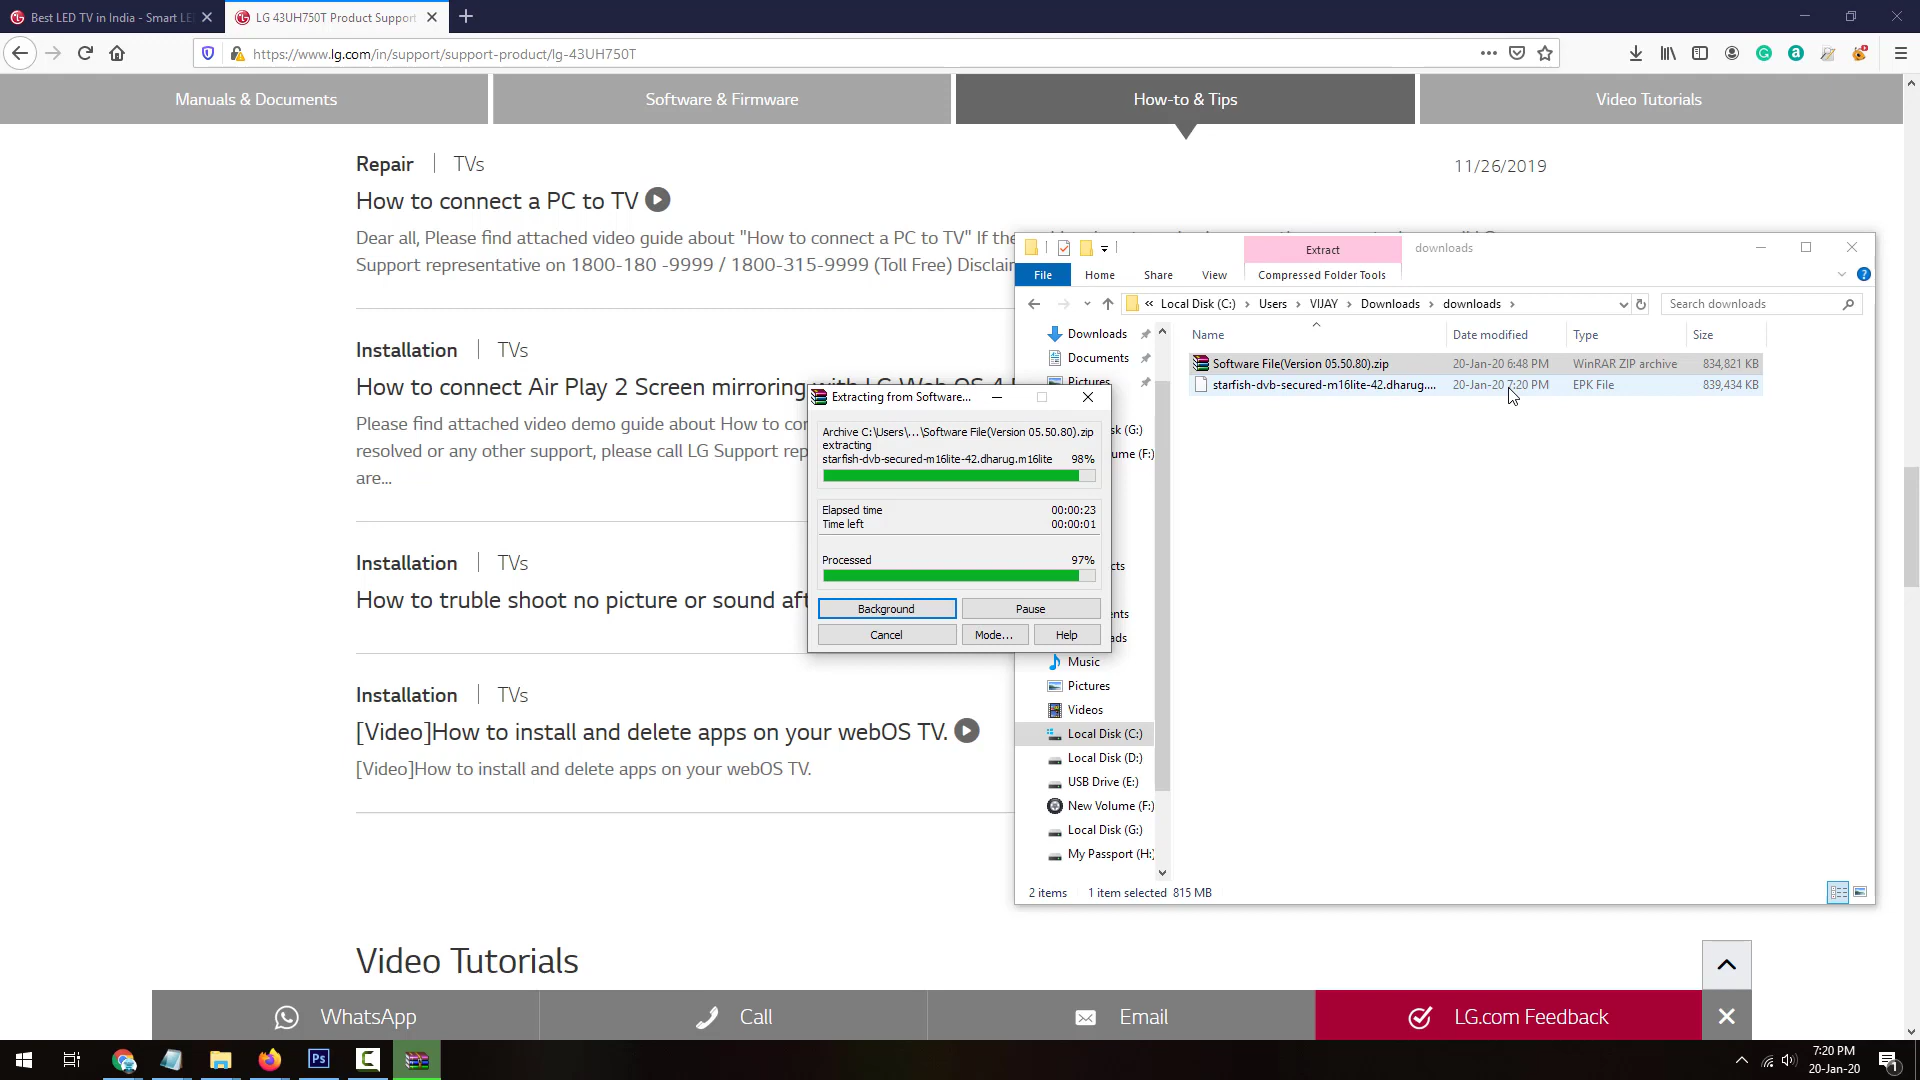 Best LED TV in India - Smart LE
LG 43UH750T Product Support
https://www.lg.com/in/support/support-product/lg-43UH750T
Manuals & Documents
Software & Firmware
How-to & Tips
Video Tutorials
Repair | TVs
11/26/2019
How to connect a PC to TV
Dear all, Please find attached video guide about "How to connect a PC to TV" If the
Support representative on 1800-180 -9999 / 1800-315-9999 (Toll Free) Disclaim
Installation | TVs
How to connect Air Play 2 Screen mirroring with LG Web OS 4
Please find attached video demo guide about How to con
resolved or any other support, please call LG Support rep
are...
Installation | TVs
How to truble shoot no picture or sound aft
Installation | TVs
[Video]How to install and delete apps on your webOS TV.
[Video]How to install and delete apps on your webOS TV.
Video Tutorials
WhatsApp
Call
Email
LG.com Feedback
Extract
downloads
File
Home
Share
View
Compressed Folder Tools
« Local Disk (C:) › Users › VIJAY › Downloads › downloads ›
Search downloads
Name
Date modified
Type
Size
Software File(Version 05.50.80).zip
20-Jan-20 6:48 PM
WinRAR ZIP archive
834,821 KB
starfish-dvb-secured-m16lite-42.dharug....
20-Jan-20 7:20 PM
EPK File
839,434 KB
Downloads
Documents
Pictures
sk (G:)
ume (F:)
cts
ents
ads
Music
Pictures
Videos
Local Disk (C:)
Local Disk (D:)
USB Drive (E:)
New Volume (F:)
Local Disk (G:)
My Passport (H:)
2 items
1 item selected 815 MB
Extracting from Software...
Archive C:\Users\...\Software File(Version 05.50.80).zip
extracting
starfish-dvb-secured-m16lite-42.dharug.m16lite
98%
Elapsed time
00:00:23
Time left
00:00:01
Processed
97%
Background
Pause
Cancel
Mode...
Help
Ps
7:20 PM
20-Jan-20
1